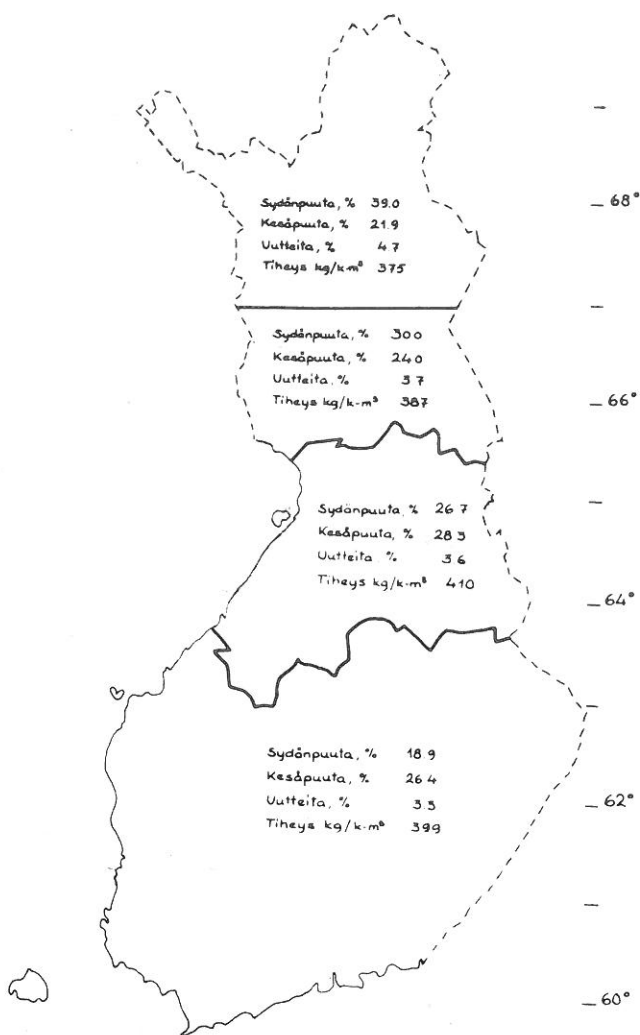 Sydänpuuta, % 39.0
Kesäpuuta, % 21.9
Uutteita, % 4.7
Tiheys kg/k-m³ 375
68°
Sydänpuuta, % 30 0
Kesäpuuta, % 24 0
Uutteita, % 3 7
Tiheys kg/k-m³ 387
66°
Sydänpuuta, % 26 7
Kesäpuuta, % 28 3
Uutteita % 3 6
Tiheys kg/k-m³ 410
64°
Sydänpuuta, % 18.9
Kesäpuuta, % 26 4
Uutteita, % 3.3
Tiheys kg/k-m³ 399
62°
60°